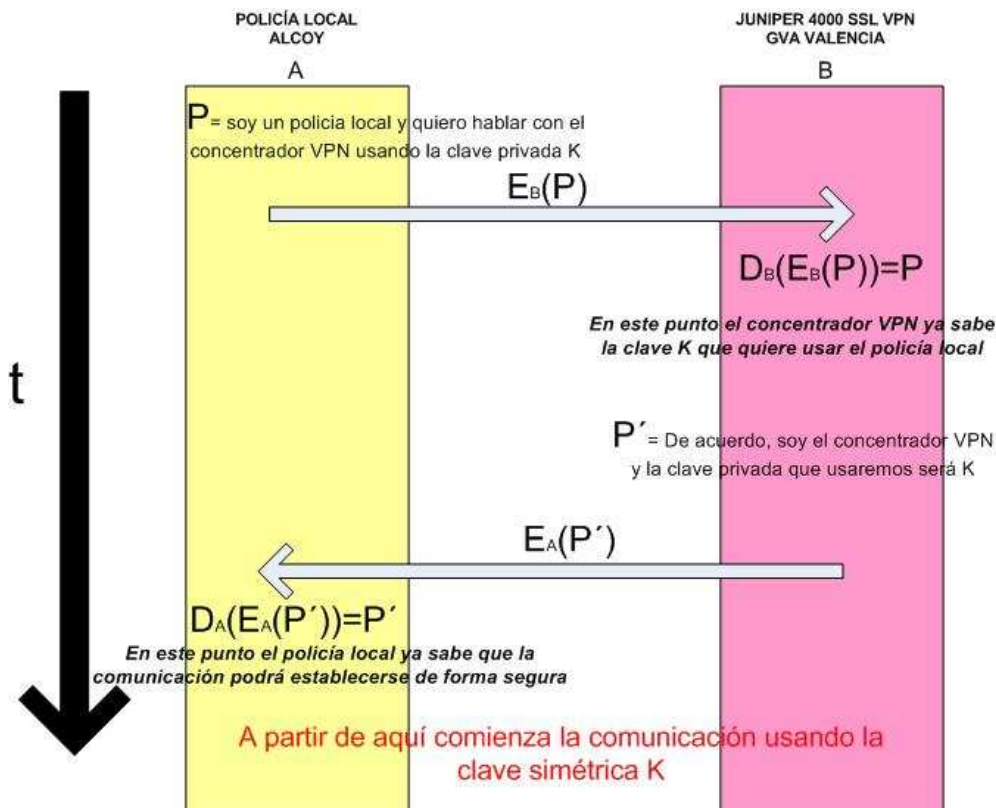 POLICÍA LOCAL
ALCOY
A
JUNIPER 4000 SSL VPN
GVA VALENCIA
B
P= soy un policia local y quiero hablar con el
concentrador VPN usando la clave privada K
EB(P)
DB(EB(P))=P
En este punto el concentrador VPN ya sabe
la clave K que quiere usar el policía local
t
P´= De acuerdo, soy el concentrador VPN
y la clave privada que usaremos será K
EA(P´)
DA(EA(P´))=P´
En este punto el policía local ya sabe que la
comunicación podrá establecerse de forma segura
A partir de aquí comienza la comunicación usando la
clave simétrica K